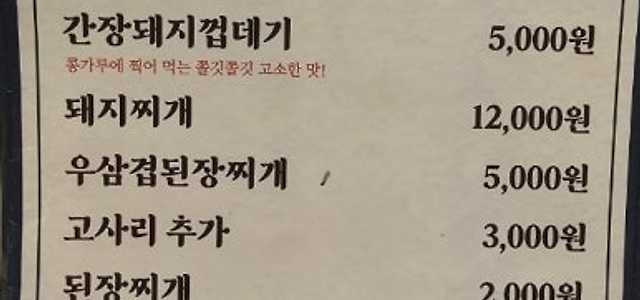 간장돼지껍데기 5,000원
콩가루에 찍어 먹는 쫄깃쫄깃 고소한 맛!
돼지찌개 12,000원
우삼겹된장찌개 5,000원
고사리 추가 3,000원
된장찌개 2,000원